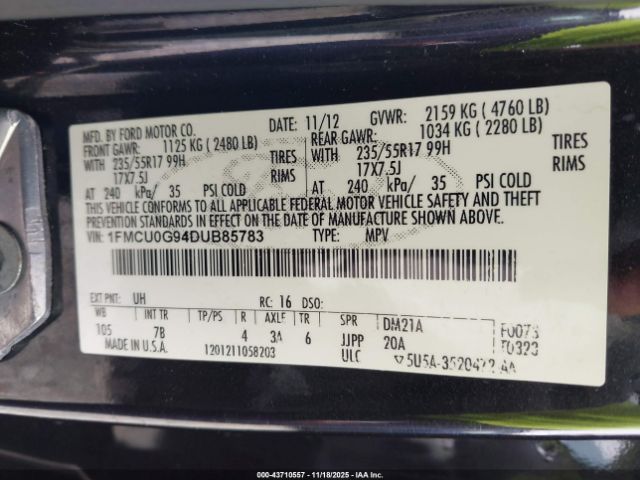 MFD. BY FORD MOTOR CO. DATE: 11/12 GVWR: 2159 KG ( 4760 LB)
FRONT GAWR: 1125 KG ( 2480 LB) REAR GAWR: 1034 KG ( 2280 LB)
WITH 235/55R17 99H TIRES WITH 235/55R17 99H TIRES
17X7.5J RIMS 17X7.5J RIMS
AT 240 kPa/ 35 PSI COLD AT 240 kPa/ 35 PSI COLD
THIS VEHICLE CONFORMS TO ALL APPLICABLE FEDERAL MOTOR VEHICLE SAFETY AND THEFT
PREVENTION STANDARDS IN EFFECT ON THE DATE OF MANUFACTURE SHOWN ABOVE.
VIN: 1FMCU0G94DUB85783 TYPE: MPV
EXT PNT: UH RC: 16 DSO:
WB INT TR TP/PS R AXLE TR SPR DM21A F0073
105 7B 4 3A 6 JJPP 20A T0323
MADE IN U.S.A. 1201211058203 ULC 5U5A-3520472-AA
000-43710557 - 11/18/2025 - IAAI.COM